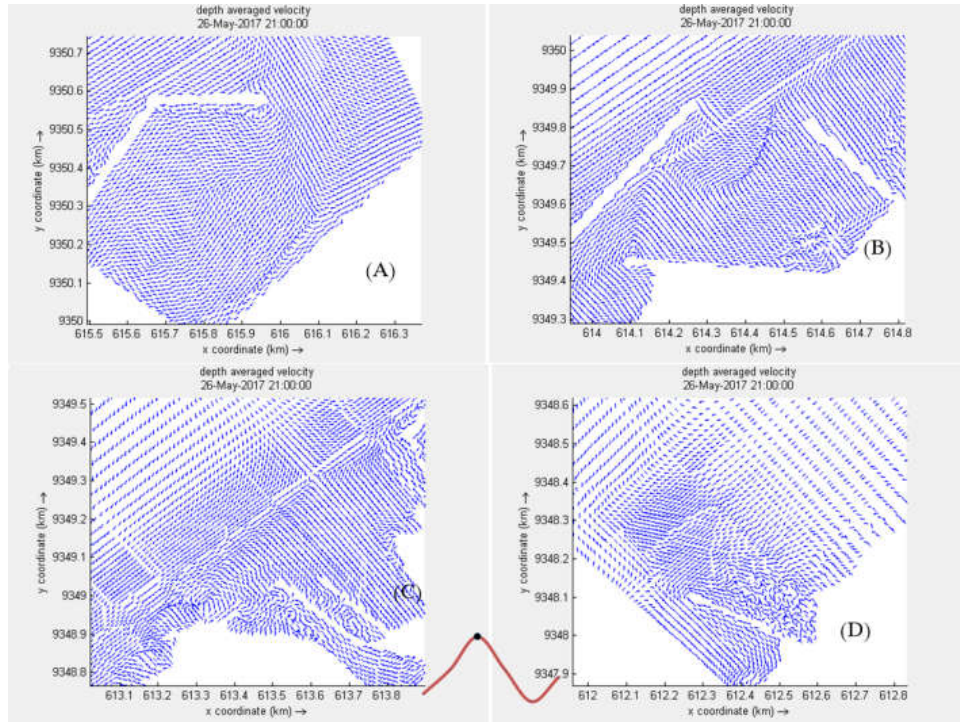 depth averaged velocity
26-May-2017 21:00:00
9350.7
9350.6
9350.5
9350.4
9350.3
9350.2
9350.1
9350
y coordinate (km) →
(A)
615.5 615.6 615.7 615.8 615.9 616 616.1 616.2 616.3
x coordinate (km) →
depth averaged velocity
26-May-2017 21:00:00
9350
9349.9
9349.8
9349.7
9349.6
9349.5
9349.4
9349.3
y coordinate (km) →
(B)
614 614.1 614.2 614.3 614.4 614.5 614.6 614.7 614.8
x coordinate (km) →
depth averaged velocity
26-May-2017 21:00:00
9349.5
9349.4
9349.3
9349.2
9349.1
9349
9348.9
9348.8
y coordinate (km) →
(C)
613.1 613.2 613.3 613.4 613.5 613.6 613.7 613.8
x coordinate (km) →
depth averaged velocity
26-May-2017 21:00:00
9348.6
9348.5
9348.4
9348.3
9348.2
9348.1
9348
9347.9
y coordinate (km) →
(D)
612 612.1 612.2 612.3 612.4 612.5 612.6 612.7 612.8
x coordinate (km) →